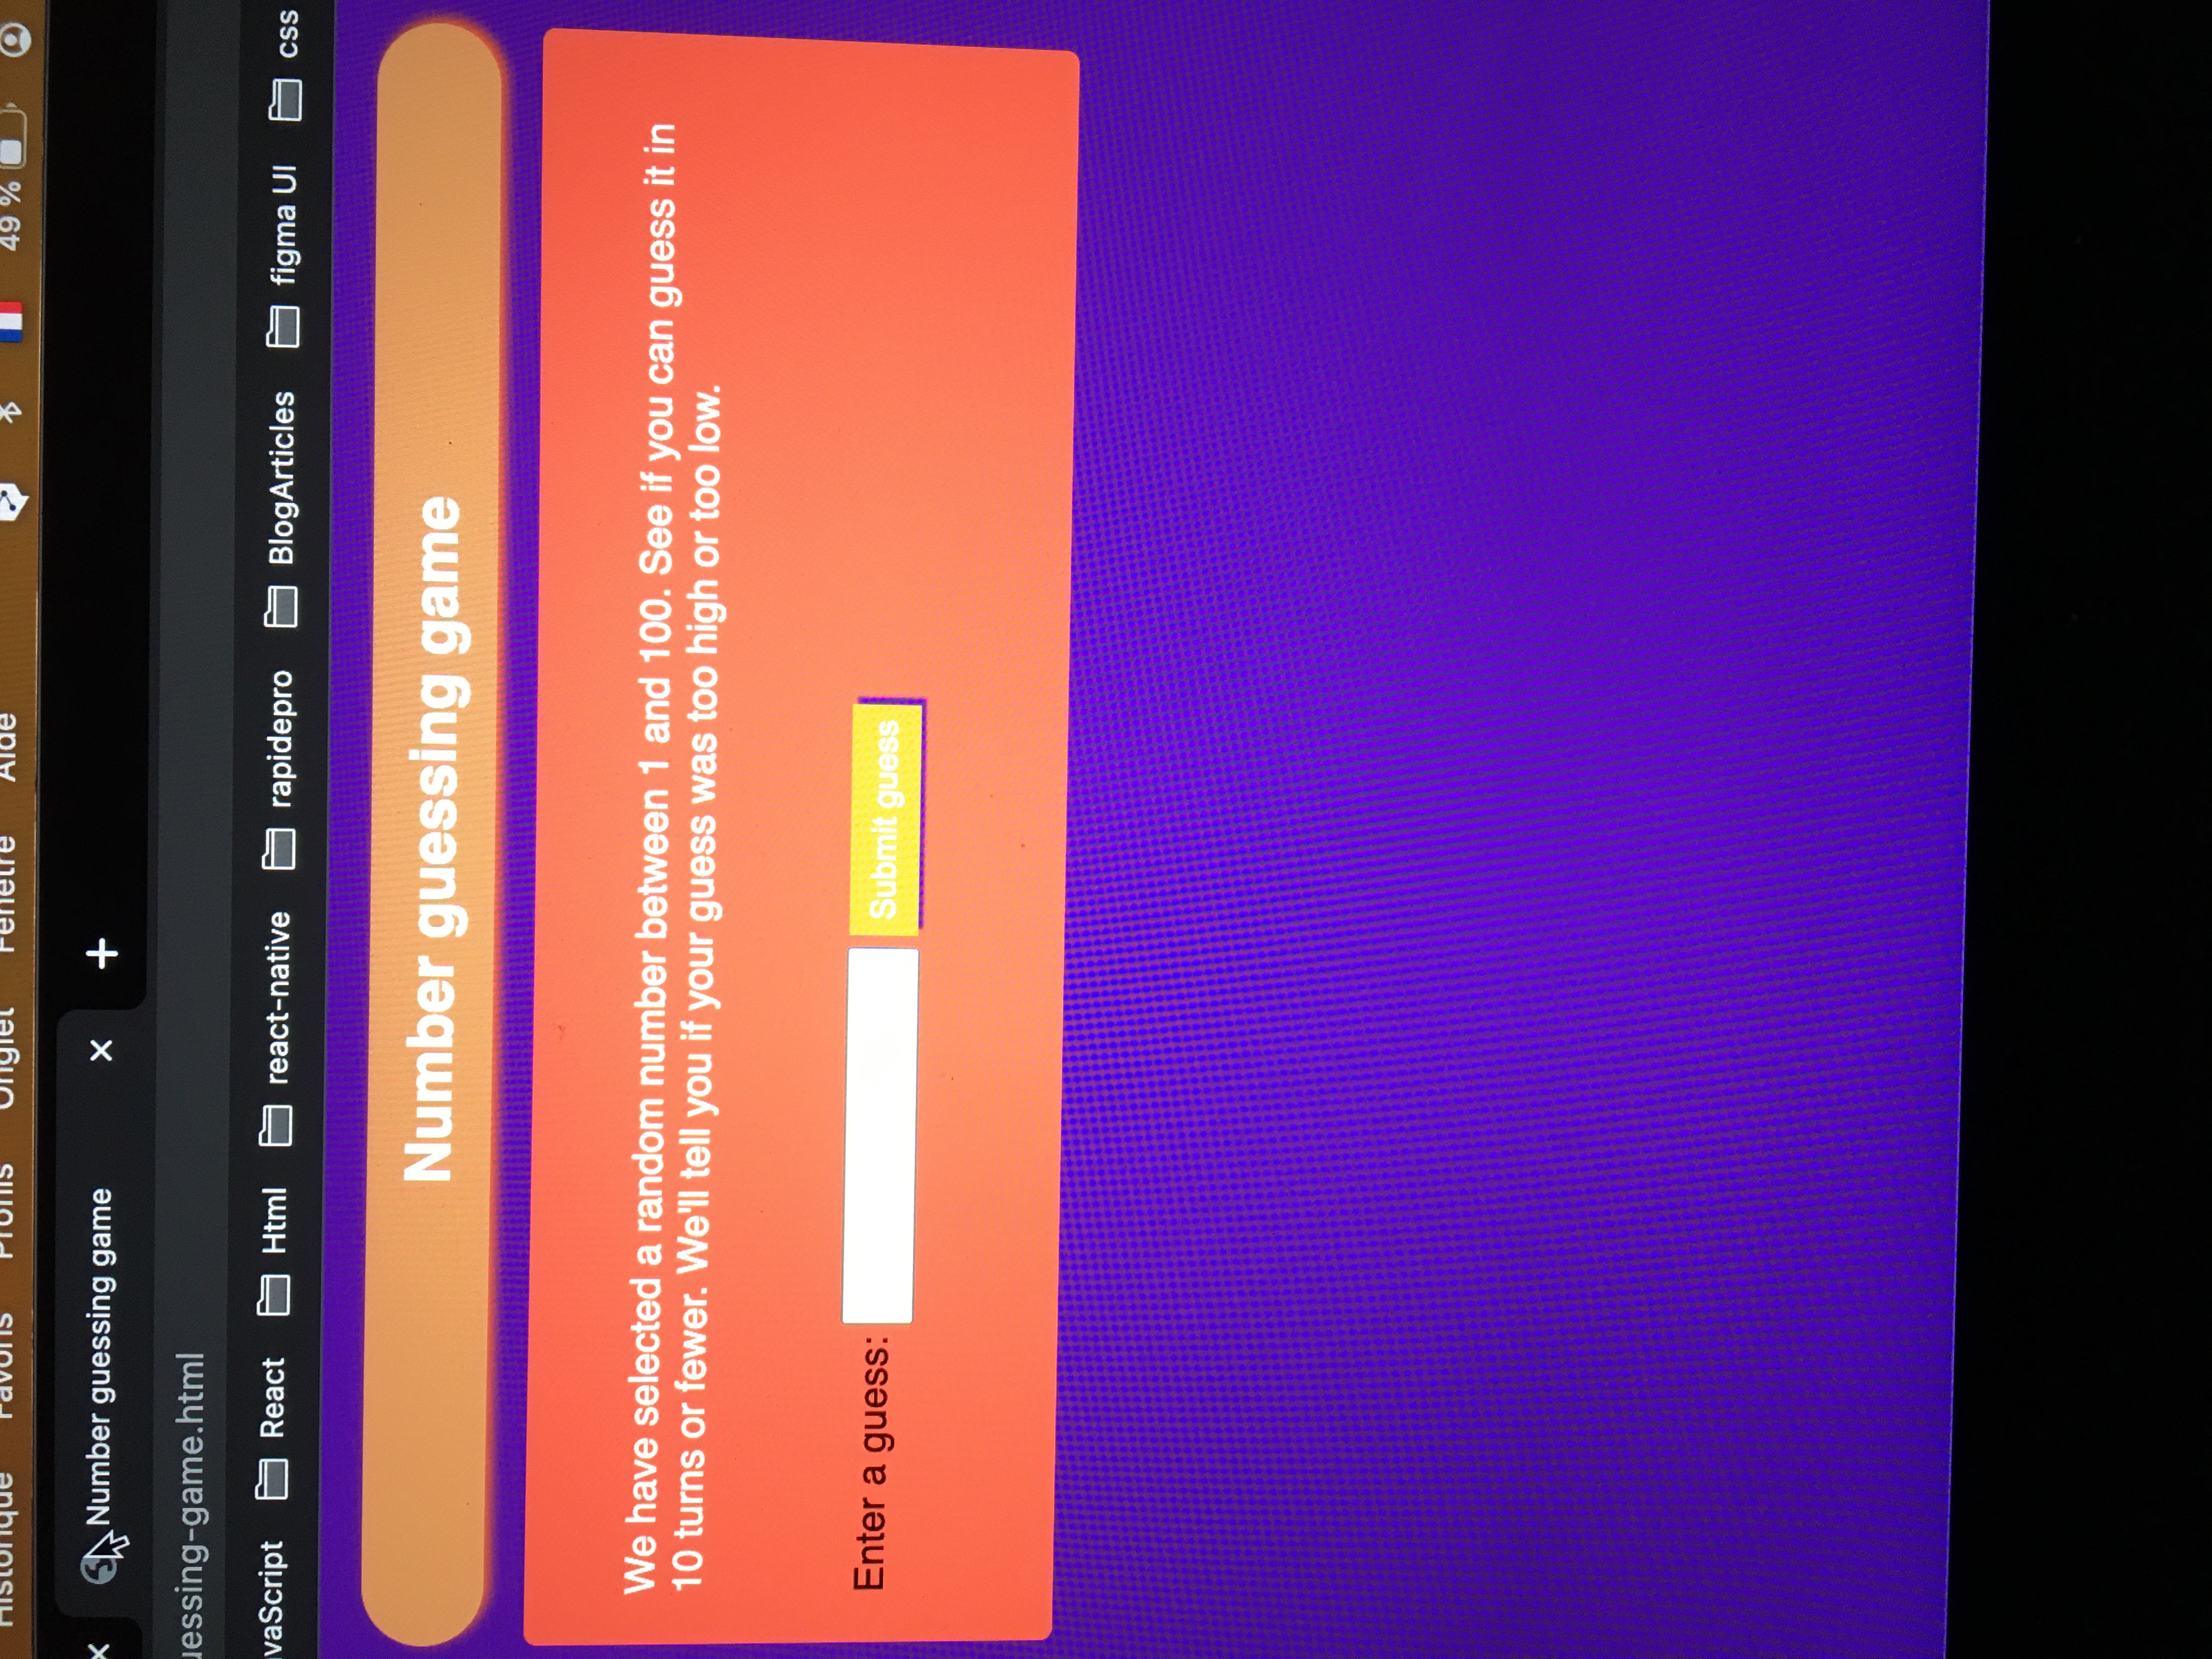 Historique Favoris Profils Onglet Fenêtre Aide 49 %
Number guessing game
uessing-game.html
vaScript React Html react-native rapidepro BlogArticles figma UI css
Number guessing game
We have selected a random number between 1 and 100. See if you can guess it in
10 turns or fewer. We'll tell you if your guess was too high or too low.
Enter a guess: Submit guess